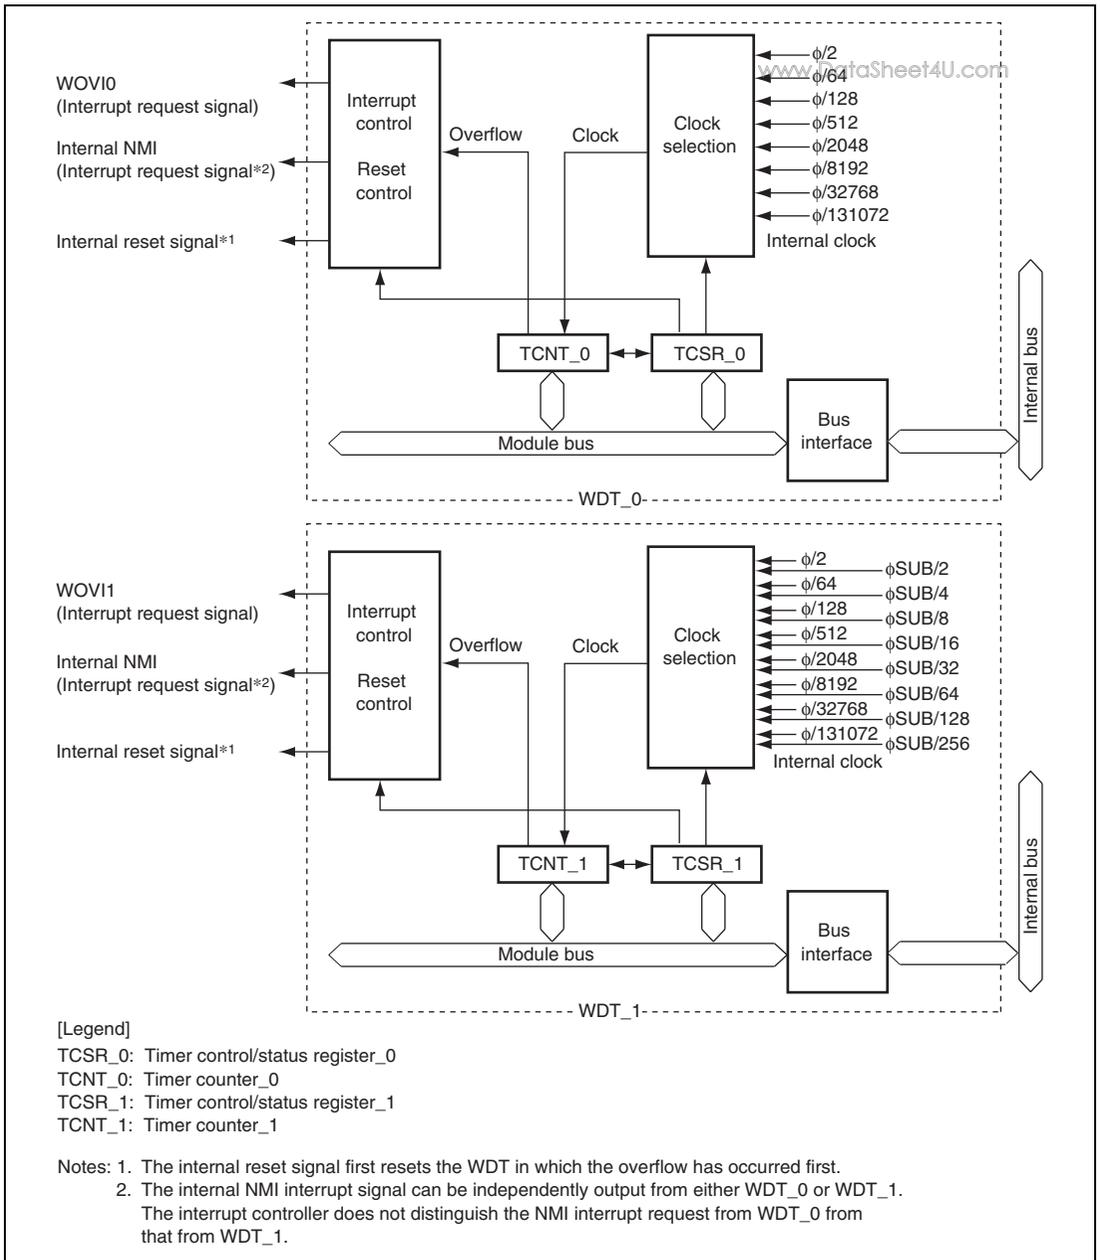 WOVI0
(Interrupt request signal)
Internal NMI
(Interrupt request signal*2)
Internal reset signal*1
Interrupt
control
Reset
control
Overflow
Clock
Clock
selection
ϕ/2
www.DataSheet4U.com
ϕ/64
ϕ/128
ϕ/512
ϕ/2048
ϕ/8192
ϕ/32768
ϕ/131072
Internal clock
TCNT_0
TCSR_0
Module bus
Bus
interface
Internal bus
WDT_0
WOVI1
(Interrupt request signal)
Internal NMI
(Interrupt request signal*2)
Internal reset signal*1
Interrupt
control
Reset
control
Overflow
Clock
Clock
selection
ϕ/2
ϕSUB/2
ϕ/64
ϕSUB/4
ϕ/128
ϕSUB/8
ϕ/512
ϕSUB/16
ϕ/2048
ϕSUB/32
ϕ/8192
ϕSUB/64
ϕ/32768
ϕSUB/128
ϕ/131072
ϕSUB/256
Internal clock
TCNT_1
TCSR_1
Module bus
Bus
interface
Internal bus
WDT_1
[Legend]
TCSR_0: Timer control/status register_0
TCNT_0: Timer counter_0
TCSR_1: Timer control/status register_1
TCNT_1: Timer counter_1
Notes: 1. The internal reset signal first resets the WDT in which the overflow has occurred first.
2. The internal NMI interrupt signal can be independently output from either WDT_0 or WDT_1.
The interrupt controller does not distinguish the NMI interrupt request from WDT_0 from
that from WDT_1.